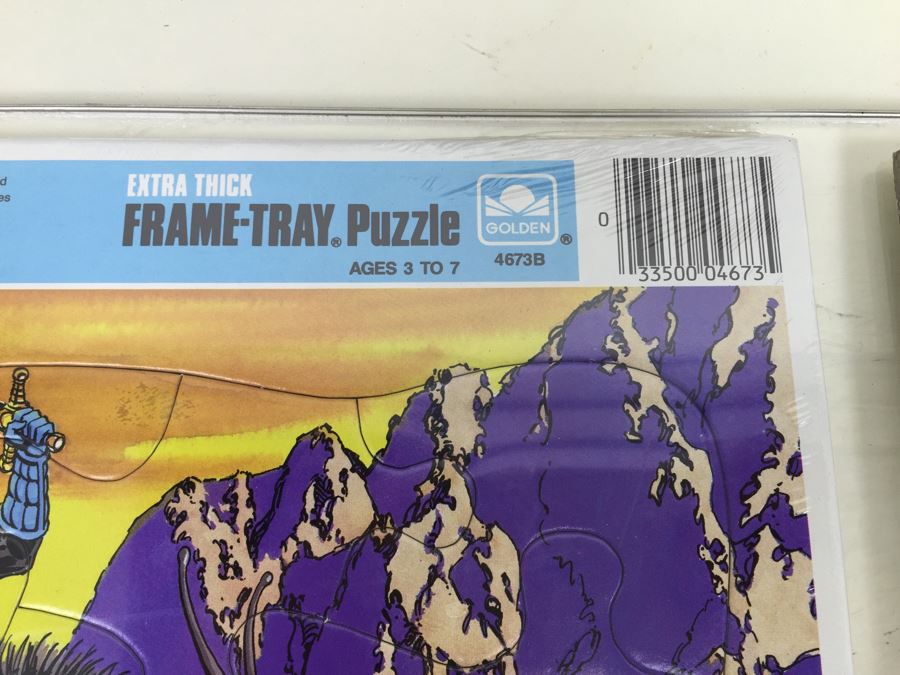 EXTRA THICK
FRAME-TRAY® Puzzle
AGES 3 TO 7
GOLDEN ®
4673B
0 33500 04673